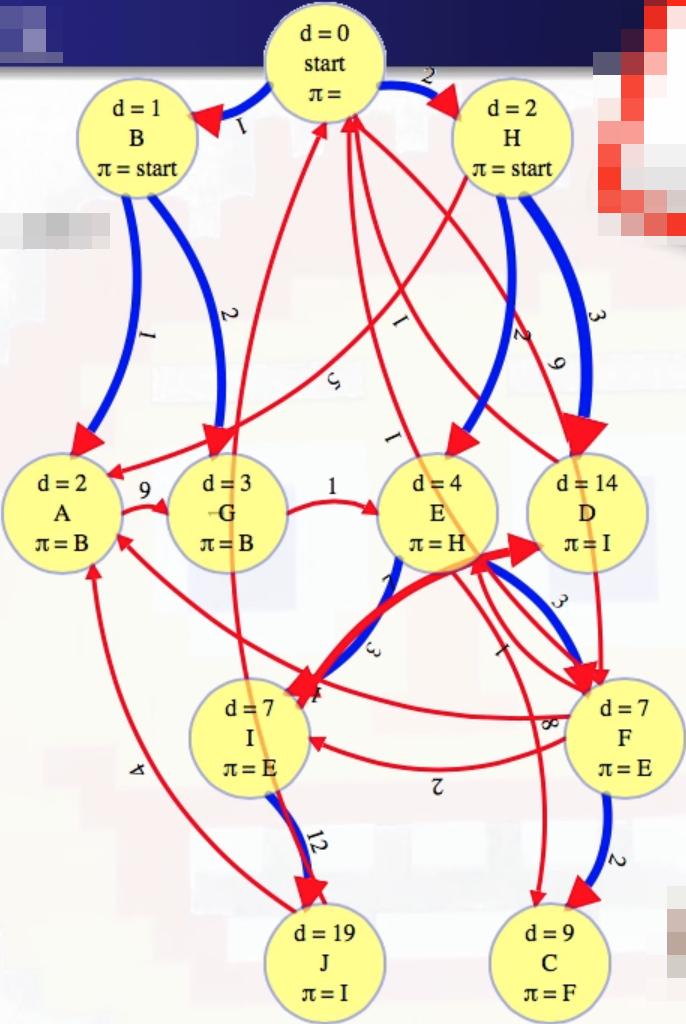 d = 0
start
π =
2
1
d = 1
B
π = start
d = 2
H
π = start
1
2
1
2
3
6
5
1
d = 2
A
π = B
9
d = 3
G
π = B
1
d = 4
E
π = H
d = 14
D
π = I
3
3
1
d = 7
I
π = E
8
d = 7
F
π = E
2
4
12
2
d = 19
J
π = I
d = 9
C
π = F